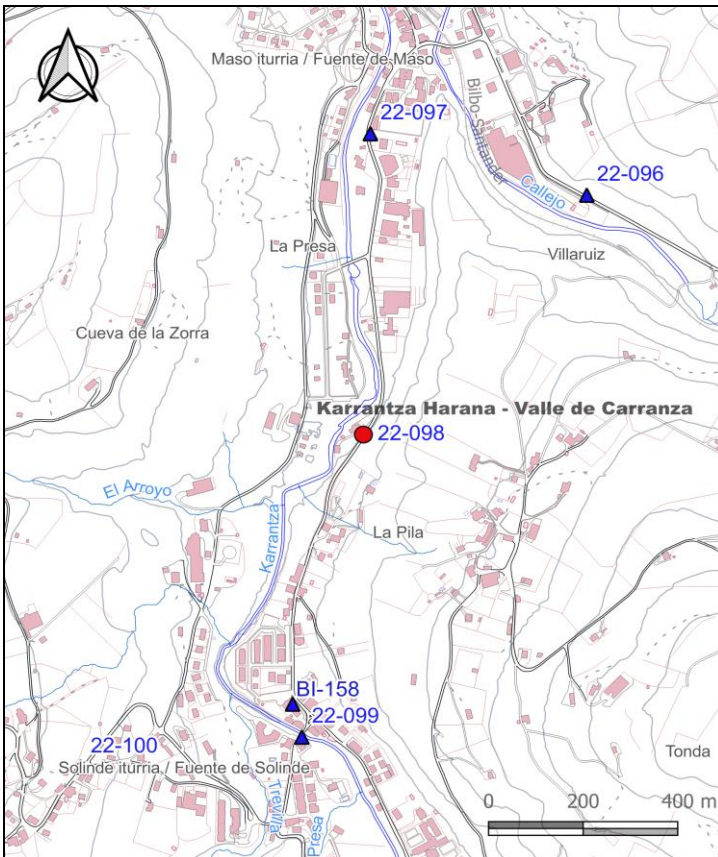 Maso iturria / Fuente de Maso
22-097
Bilbo-Santander
22-096
Callejo
La Presa
Villaruiz
Cueva de la Zorra
Karrantza Harana - Valle de Carranza
22-098
El Arroyo
Karrantza
La Pila
BI-158
22-099
22-100
Solinde iturria / Fuente de Solinde
Tonda
Trevilla
Presa
0 200 400 m